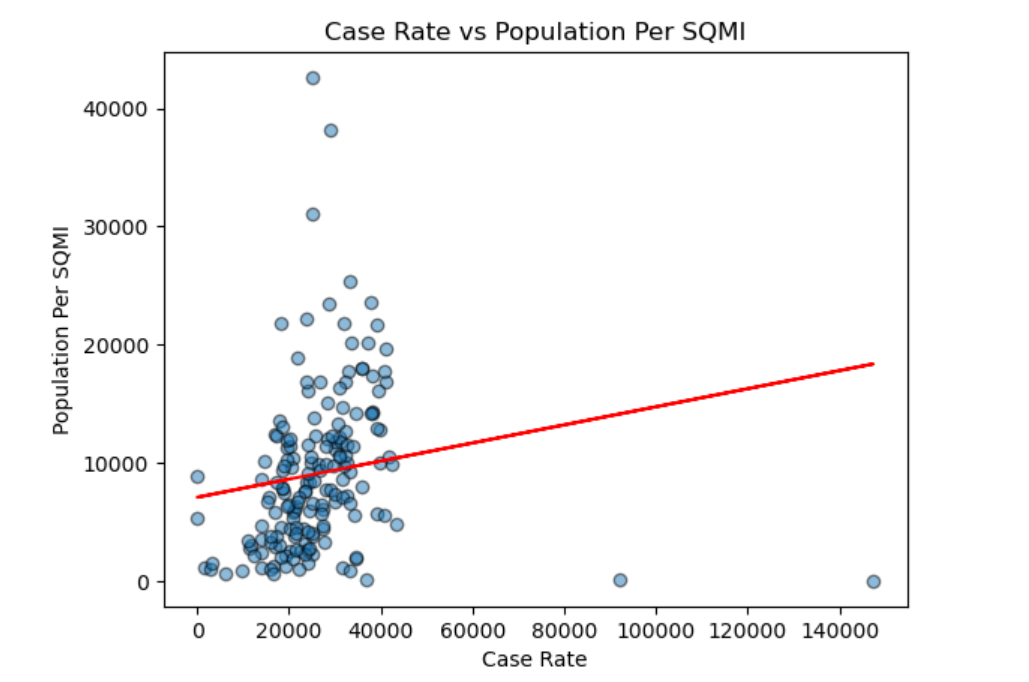 Case Rate vs Population Per SQMI
Population Per SQMI
40000
30000
20000
10000
0
0 20000 40000 60000 80000 100000 120000 140000
Case Rate